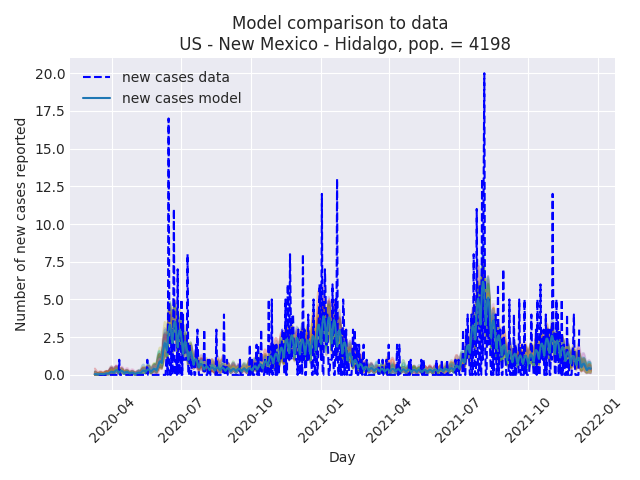 Model comparison to data
US - New Mexico - Hidalgo, pop. = 4198
new cases data
new cases model
Number of new cases reported
20.0
17.5
15.0
12.5
10.0
7.5
5.0
2.5
0.0
2020-04
2020-07
2020-10
2021-01
2021-04
2021-07
2021-10
2022-01
Day